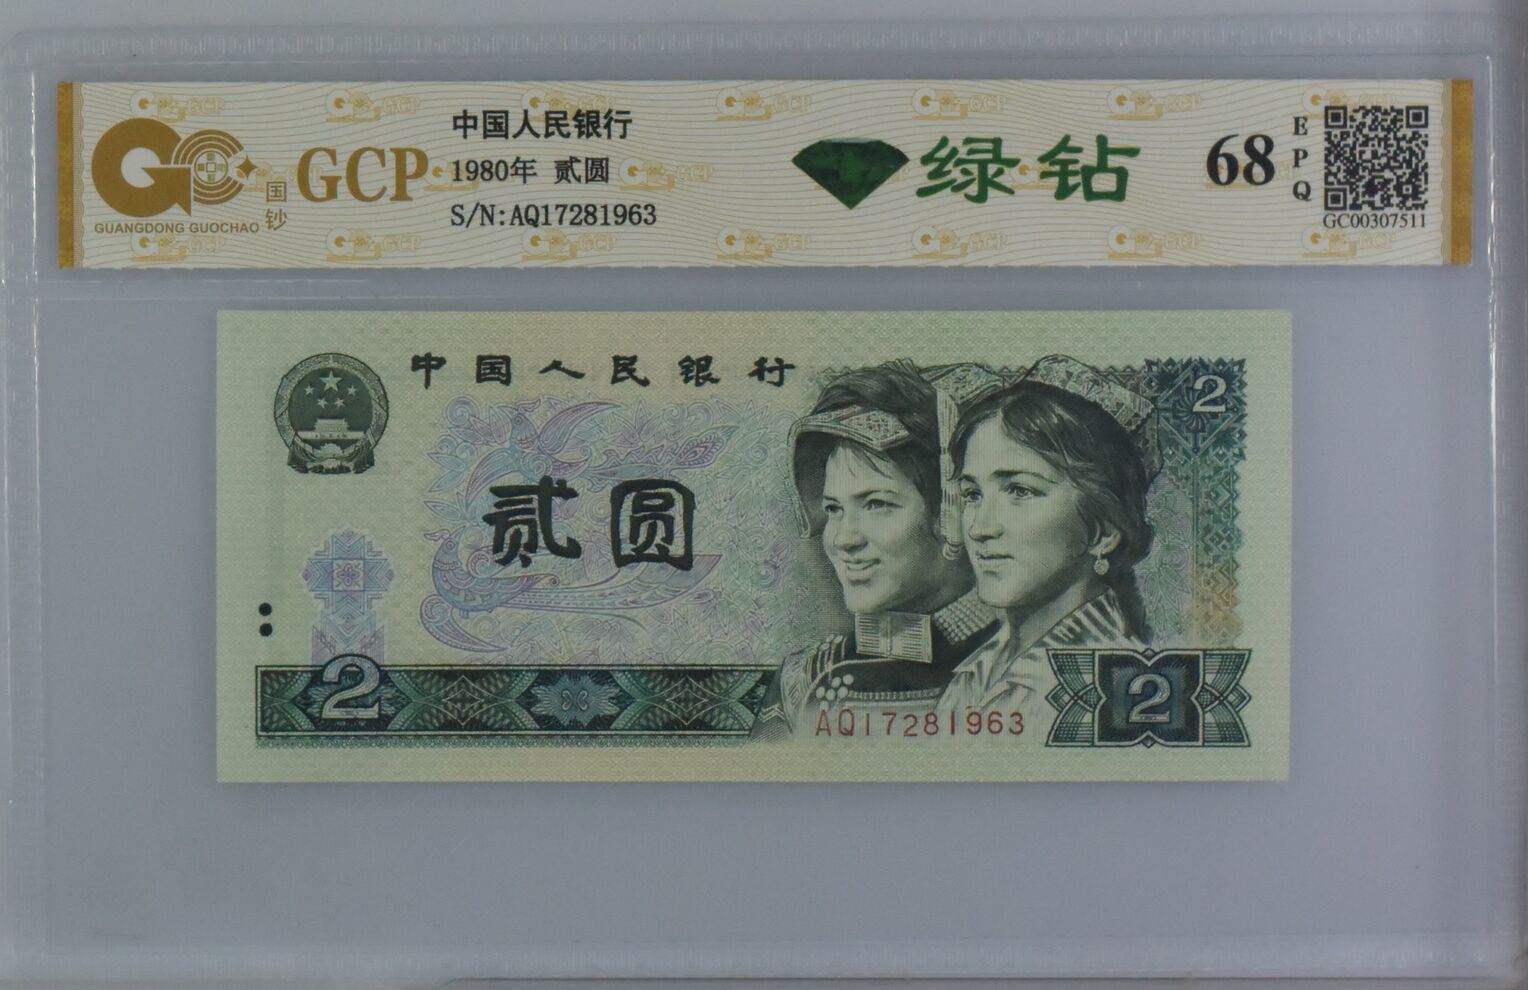 GCP
国钞
GUANGDONG GUOCHAO
中国人民银行
1980年 贰圆
S/N:AQ17281963
绿钻
68
EPQ
GC00307511
中国人民银行
2
贰圆
2
2
AQ17281963